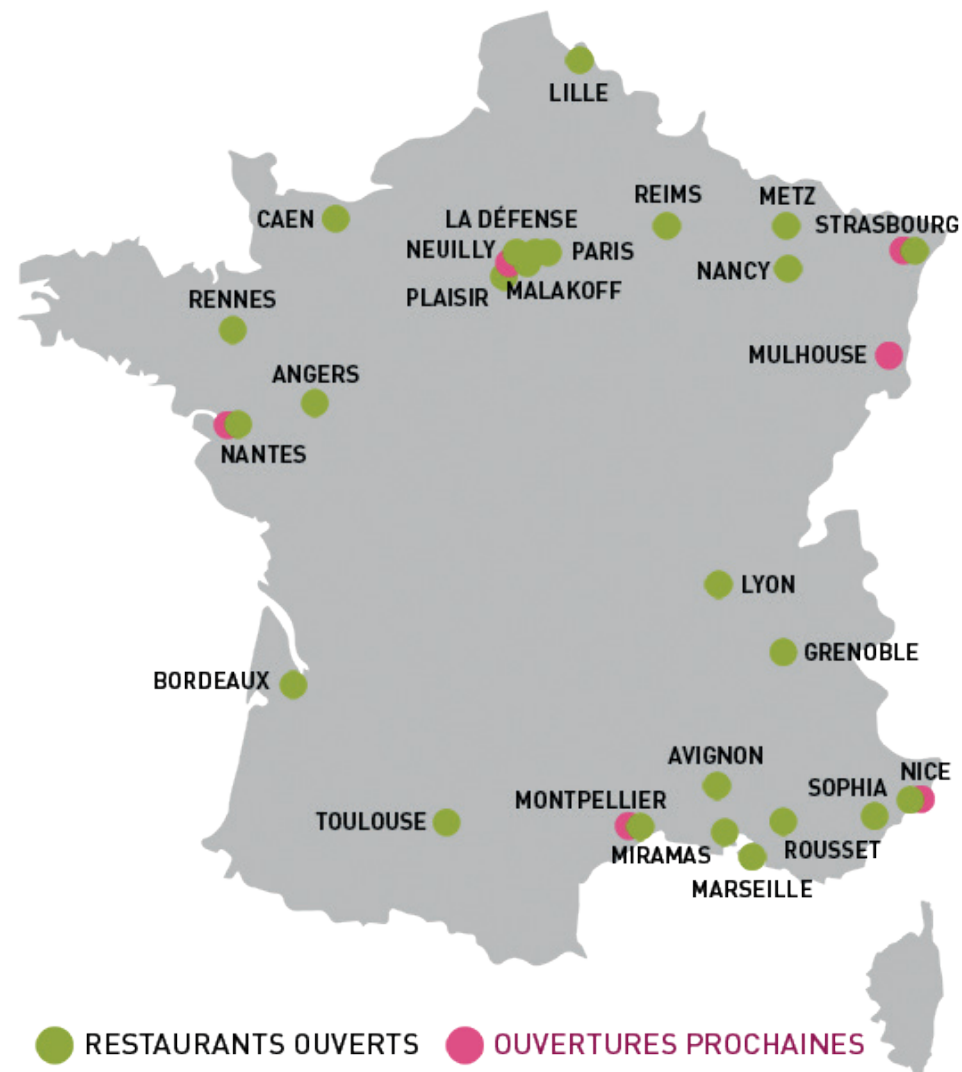 LILLE
REIMS
METZ
CAEN
LA DÉFENSE
STRASBOURG
NEUILLY
PARIS
NANCY
PLAISIR
MALAKOFF
RENNES
MULHOUSE
ANGERS
NANTES
LYON
GRENOBLE
BORDEAUX
AVIGNON
NICE
SOPHIA
MONTPELLIER
TOULOUSE
MIRAMAS
ROUSSET
MARSEILLE
RESTAURANTS OUVERTS
OUVERTURES PROCHAINES